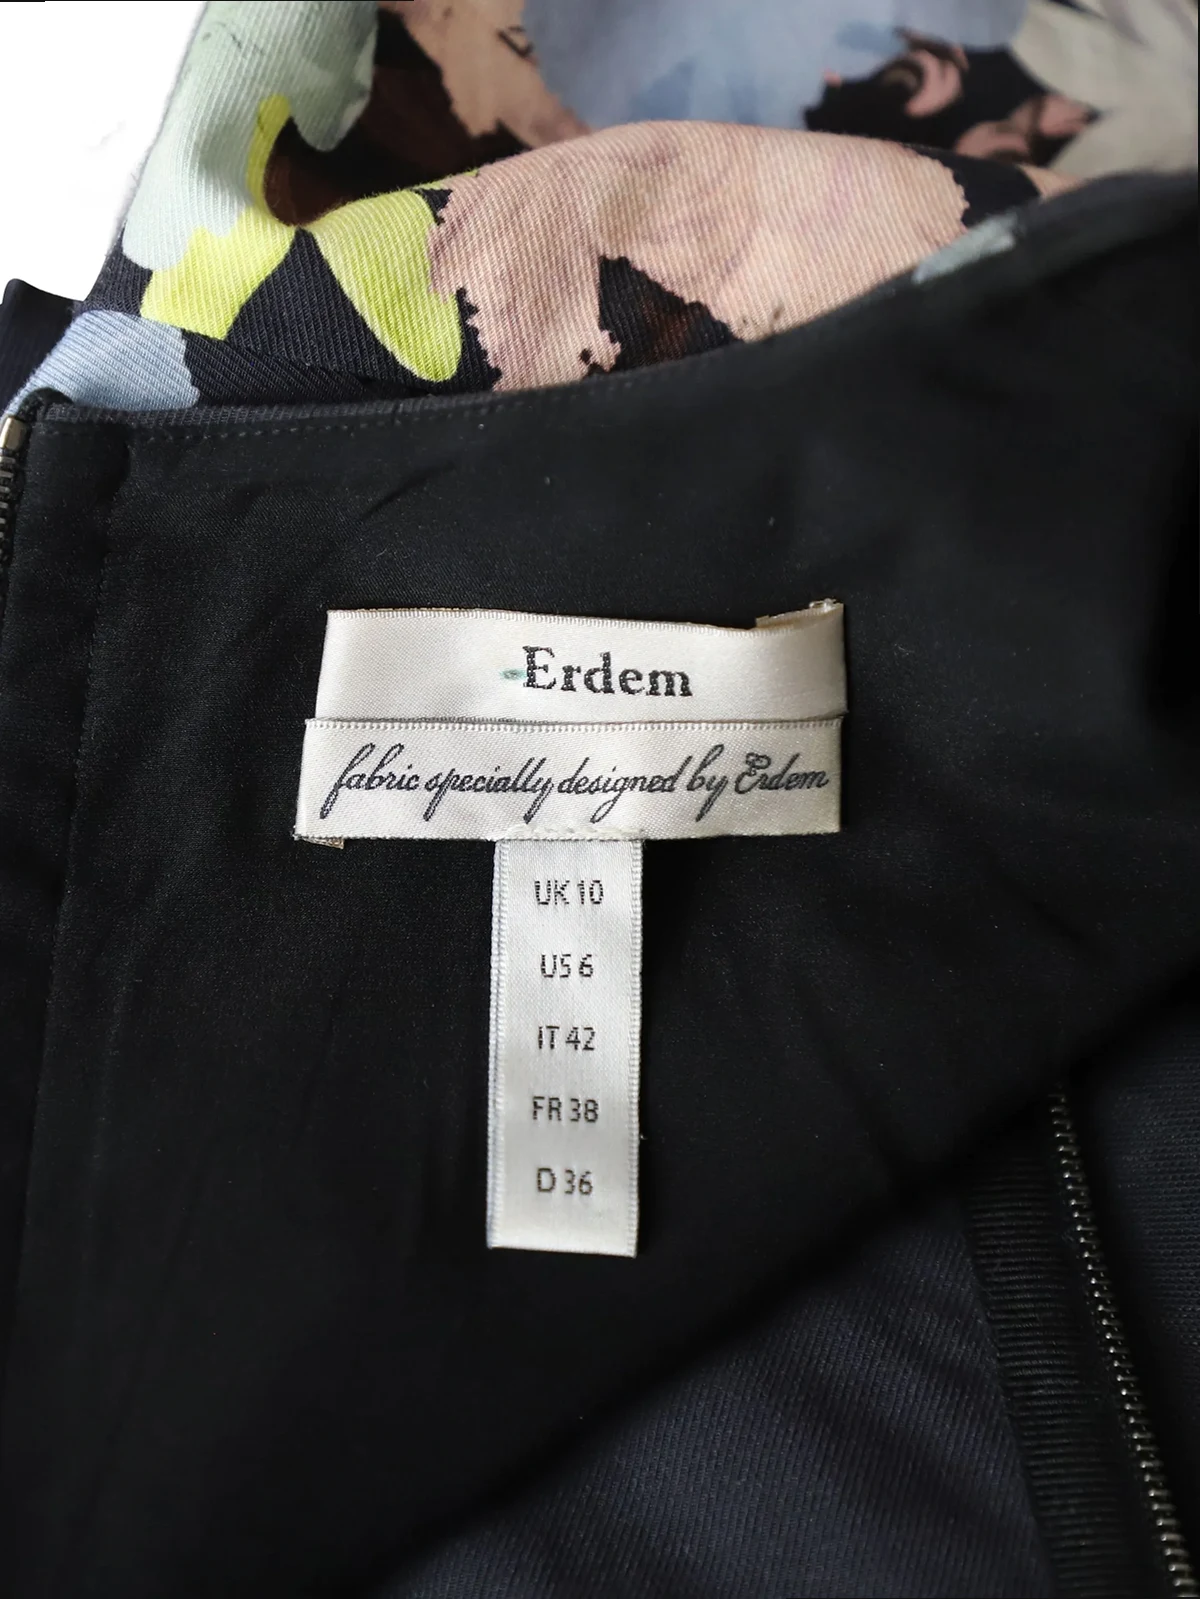 Erdem
fabric specially designed by Erdem
UK 10
US 6
IT 42
FR 38
D 36